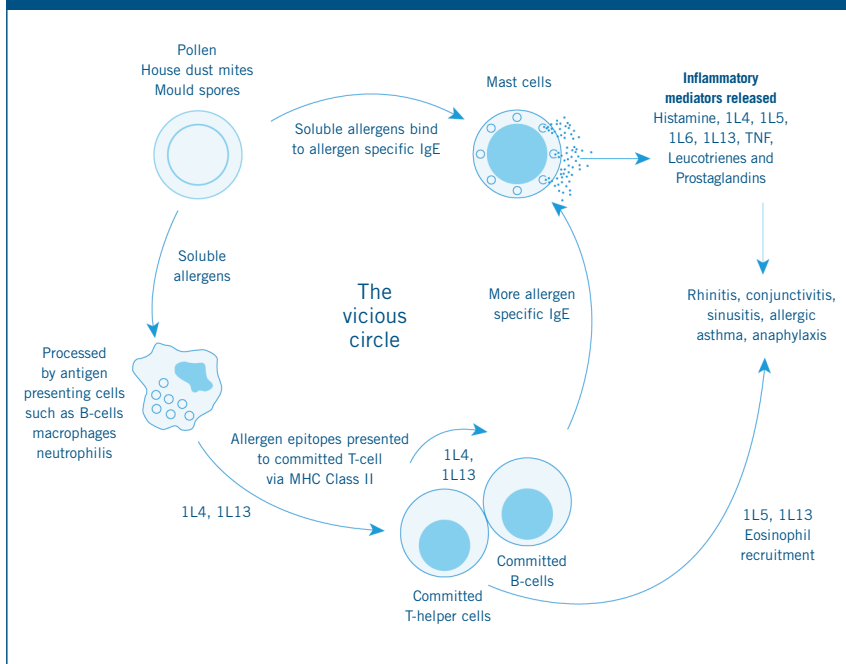 Pollen
House dust mites
Mould spores
Soluble allergens bind
to allergen specific IgE
Mast cells
Inflammatory
mediators released
Histamine, 1L4, 1L5,
1L6, 1L13, TNF,
Leucotrienes and
Prostaglandins
Soluble
allergens
The
vicious
circle
More allergen
specific IgE
Rhinitis, conjunctivitis,
sinusitis, allergic
asthma, anaphylaxis
Processed
by antigen
presenting cells
such as B-cells
macrophages
neutrophilis
Allergen epitopes presented
to committed T-cell
via MHC Class II
1L4,
1L13
1L4, 1L13
Committed
B-cells
Committed
T-helper cells
1L5, 1L13
Eosinophil
recruitment